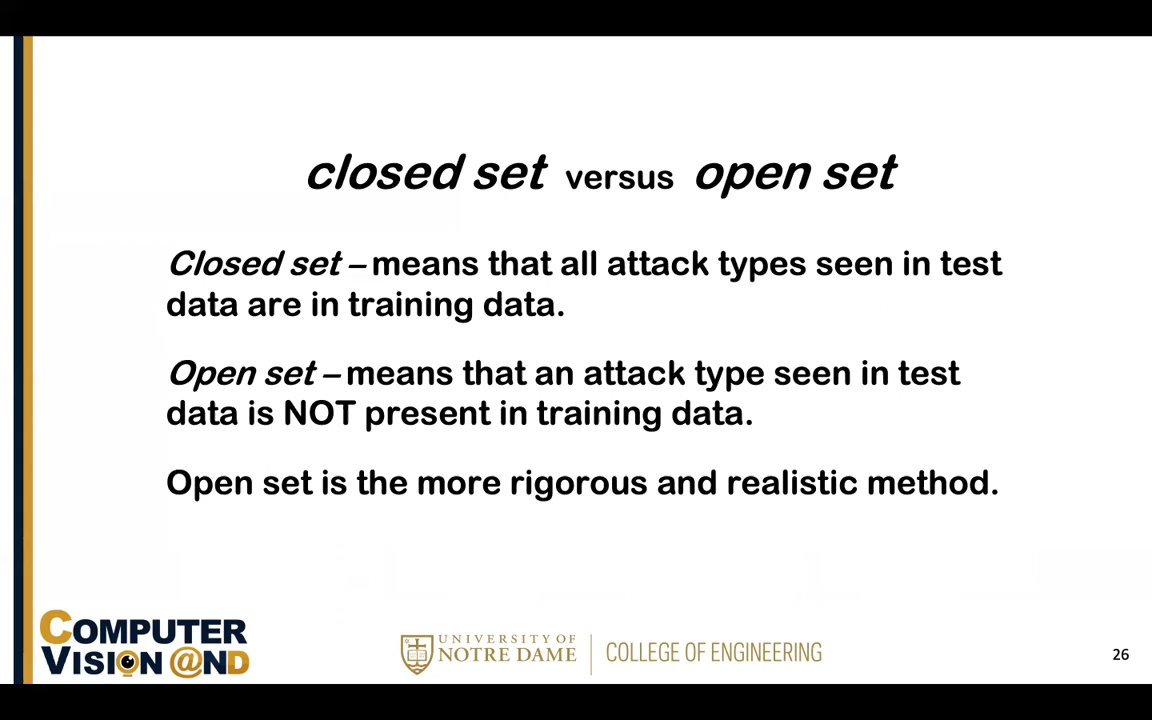 closed set versus open set
Closed set – means that all attack types seen in test
data are in training data.
Open set – means that an attack type seen in test
data is NOT present in training data.
Open set is the more rigorous and realistic method.
COMPUTER
VISION @ND
UNIVERSITY OF
NOTRE DAME
COLLEGE OF ENGINEERING
26